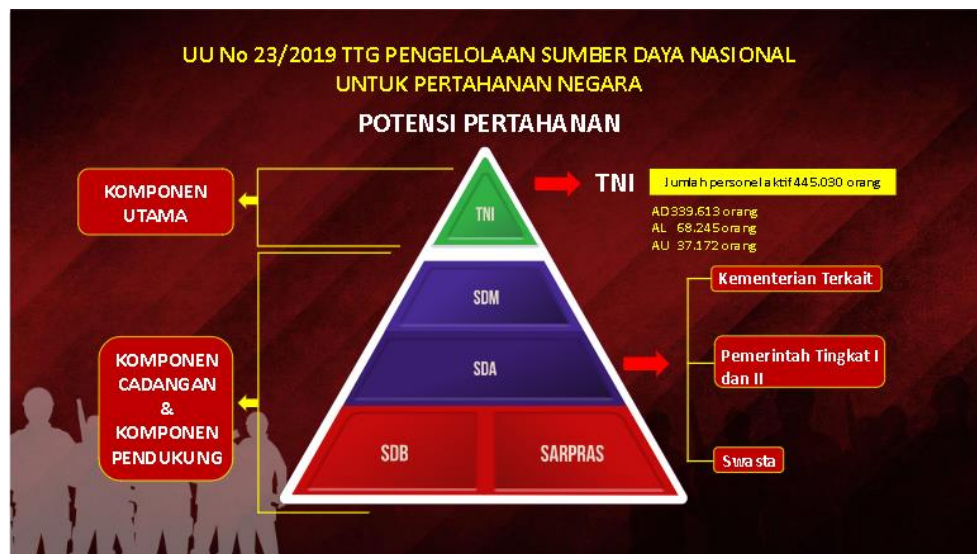 UU No 23/2019 TTG PENGELOLAAN SUMBER DAYA NASIONAL
UNTUK PERTAHANAN NEGARA
POTENSI PERTAHANAN
KOMPONEN
UTAMA
TNI
TNI
Jumlah personel aktif 445.030 orang
AD 339.613 orang
AL 68.245 orang
AU 37.172 orang
KOMPONEN
CADANGAN
&
KOMPONEN
PENDUKUNG
SDM
SDA
SDB
SARPRAS
Kementerian Terkait
Pemerintah Tingkat I
dan II
Swasta